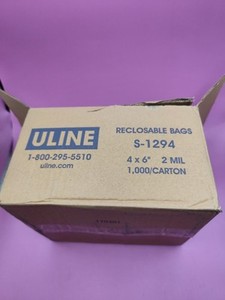 ULINE
1-800-295-5510
uline.com
RECLOSABLE BAGS
S-1294
4 x 6" 2 MIL
1,000/CARTON